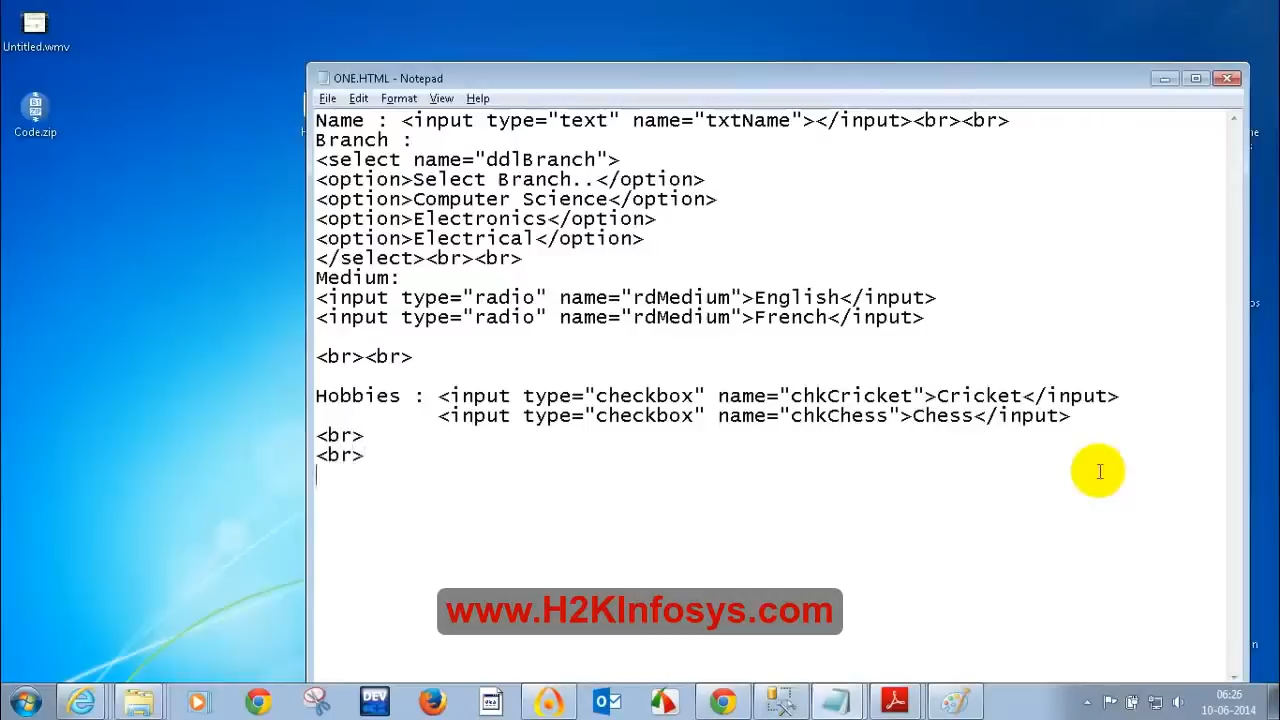 Untitled.wmv
Code.zip
ONE.HTML - Notepad
File Edit Format View Help
Name : <input type="text" name="txtName"></input><br><br>
Branch :
<select name="ddlBranch">
<option>Select Branch..</option>
<option>Computer Science</option>
<option>Electronics</option>
<option>Electrical</option>
</select><br><br>
Medium:
<input type="radio" name="rdMedium">English</input>
<input type="radio" name="rdMedium">French</input>
<br><br>
Hobbies : <input type="checkbox" name="chkCricket">Cricket</input>
<input type="checkbox" name="chkChess">Chess</input>
<br>
<br>
www.H2KInfosys.com
DEV
06:25
10-06-2014